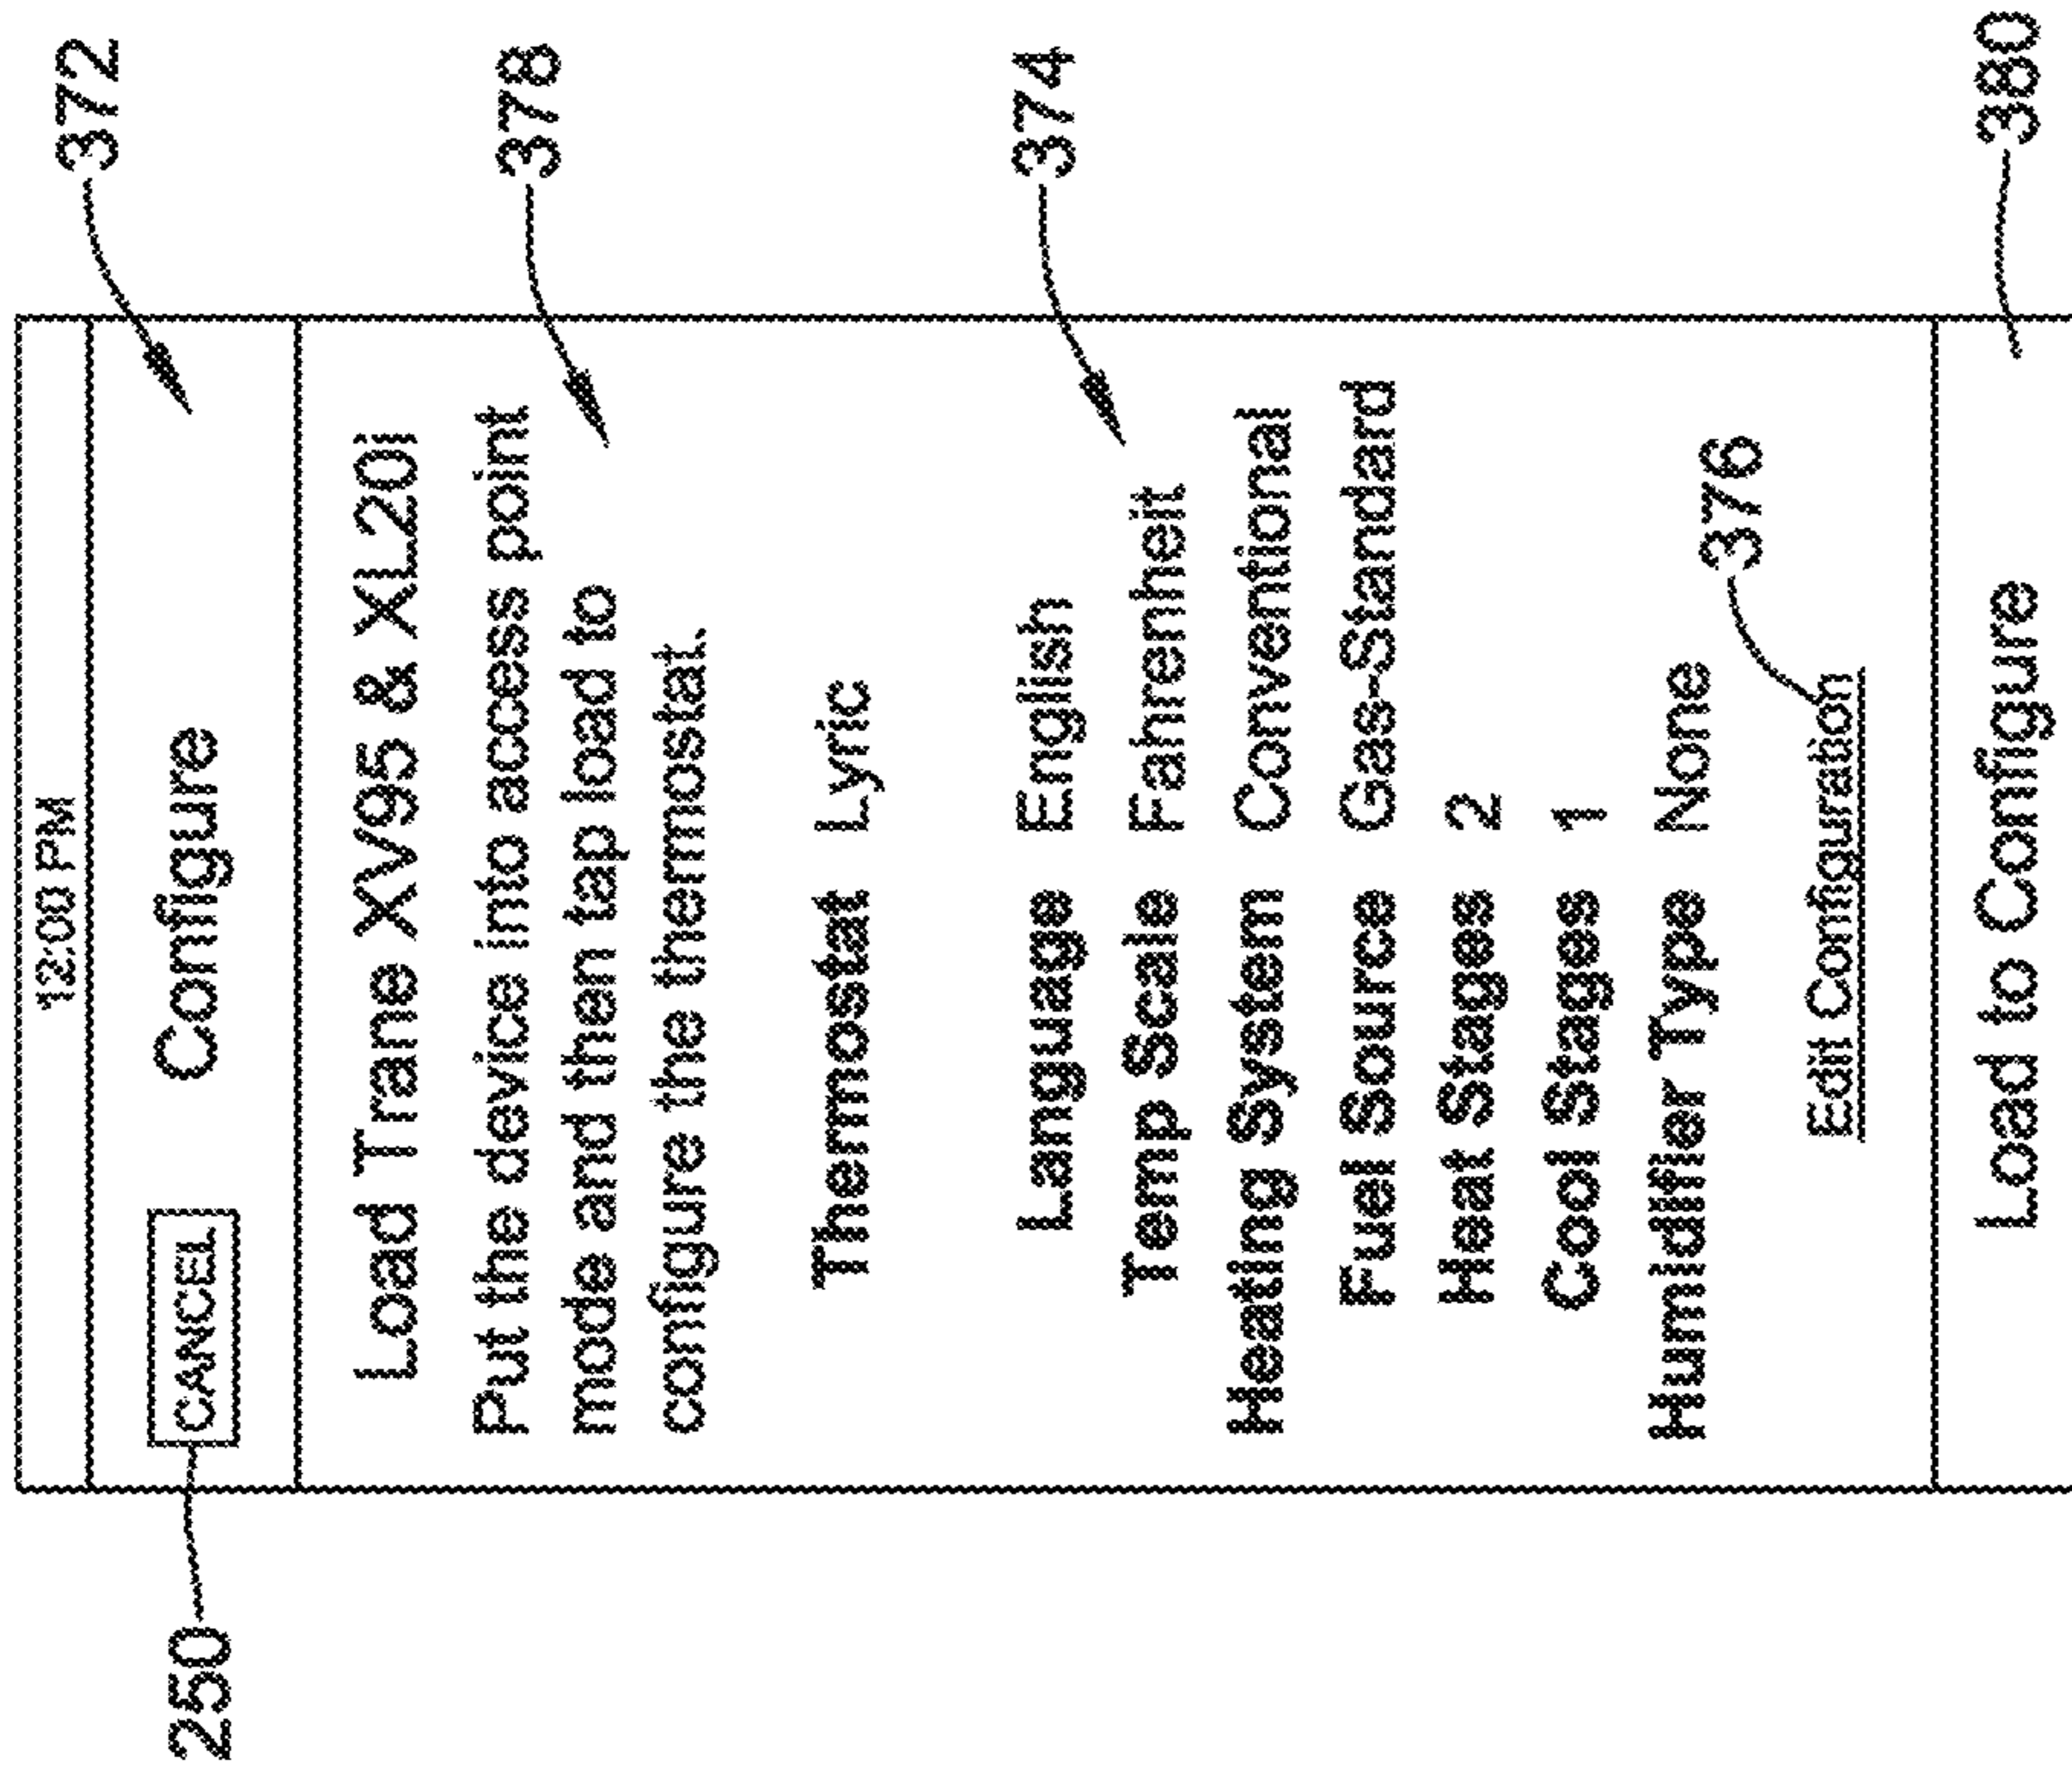 12:00 PM
250
CANCEL
Configure
372
Load Trane XV95 & XL20i
Put the device into access point
mode and then tap load to
configure the thermostat.
378
Thermostat Lyric
374
Language English
Temp Scale Fahrenheit
Heating System Conventional
Fuel Source Gas-Standard
Heat Stages 2
Cool Stages 1
Humidifier Type None
376
Edit Configuration
Load to Configure
380